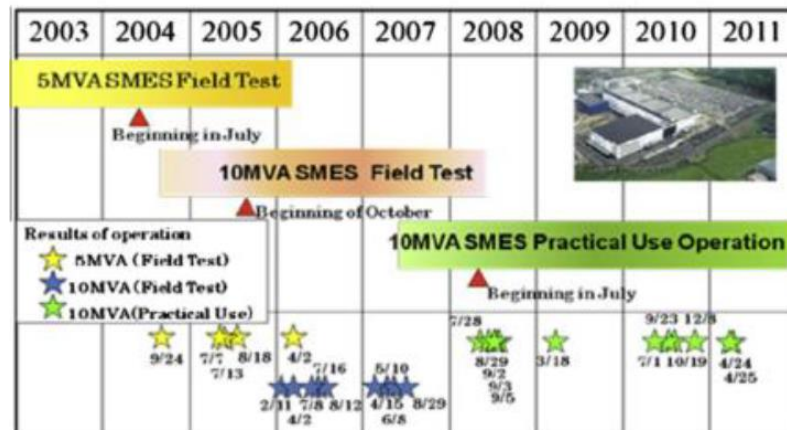 2003 2004 2005 2006 2007 2008 2009 2010 2011
5MVA SMES Field Test
Beginning in July
10MVA SMES Field Test
Beginning of October
10MVA SMES Practical Use Operation
Beginning in July
Results of operation
5MVA (Field Test)
10MVA (Field Test)
10MVA(Practical Use)
7/28 9/23 12/8
9/24 7/7 8/18 4/2 8/29 3/18 7/1 10/19 4/24
7/13 7/16 5/10 9/2 4/25
9/3
2/11 7/8 8/12 4/15 8/29 9/5
4/2 6/8